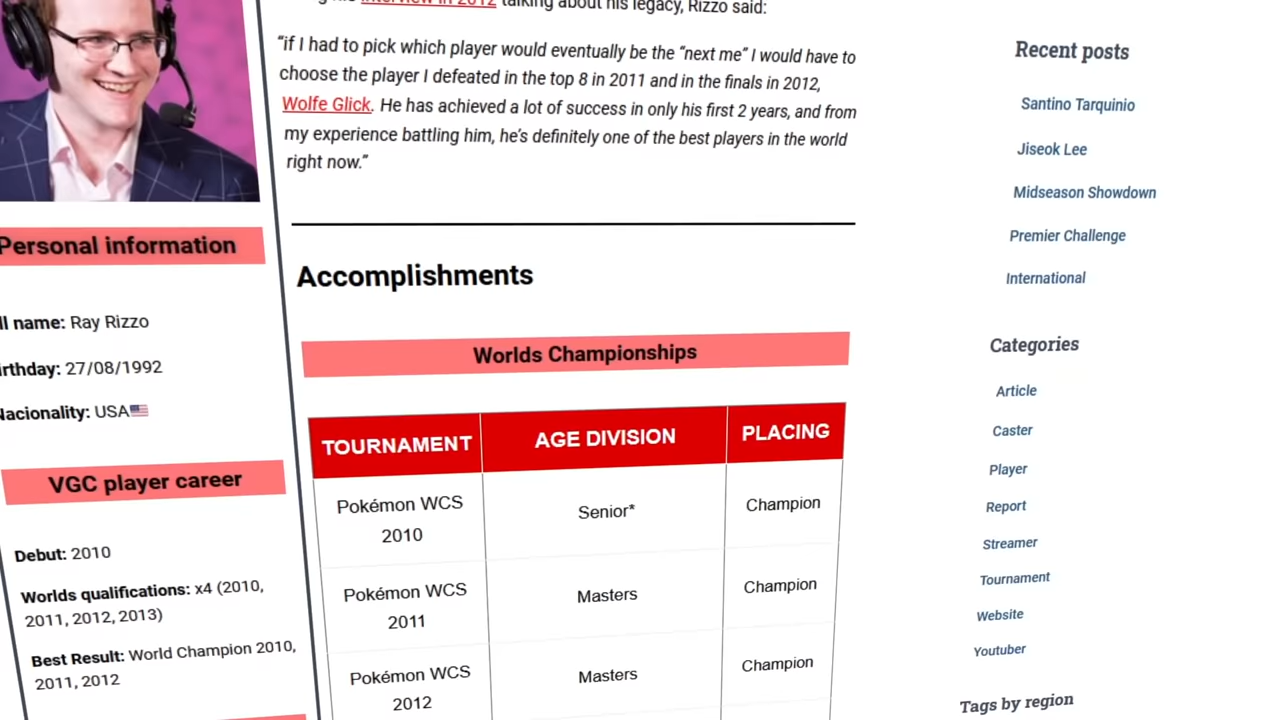 interview in 2012 talking about his legacy, Rizzo said:
“if I had to pick which player would eventually be the “next me” I would have to
choose the player I defeated in the top 8 in 2011 and in the finals in 2012,
Wolfe Glick. He has achieved a lot of success in only his first 2 years, and from
my experience battling him, he’s definitely one of the best players in the world
right now.”
Accomplishments
Worlds Championships
TOURNAMENT AGE DIVISION PLACING
Pokémon WCS
2010
Senior*
Champion
Pokémon WCS
2011
Masters
Champion
Pokémon WCS
2012
Masters
Champion
Personal information
ll name: Ray Rizzo
irthday: 27/08/1992
Nacionality: USA
VGC player career
Debut: 2010
Worlds qualifications: x4 (2010,
2011, 2012, 2013)
Best Result: World Champion 2010,
2011, 2012
Recent posts
Santino Tarquinio
Jiseok Lee
Midseason Showdown
Premier Challenge
International
Categories
Article
Caster
Player
Report
Streamer
Tournament
Website
Youtuber
Tags by region